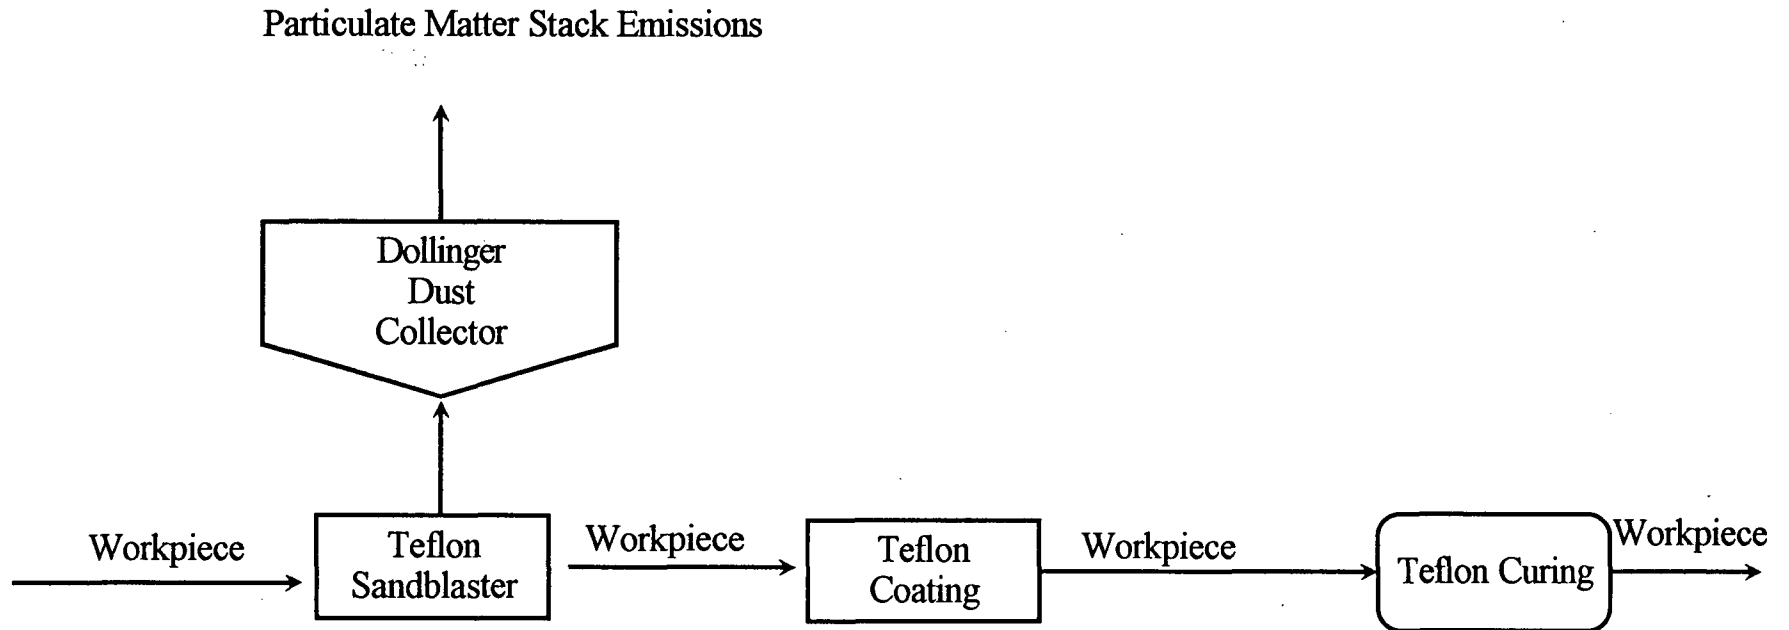 Particulate Matter Stack Emissions
Dollinger
Dust
Collector
Workpiece
Teflon
Sandblaster
Workpiece
Teflon
Coating
Workpiece
Teflon Curing
Workpiece